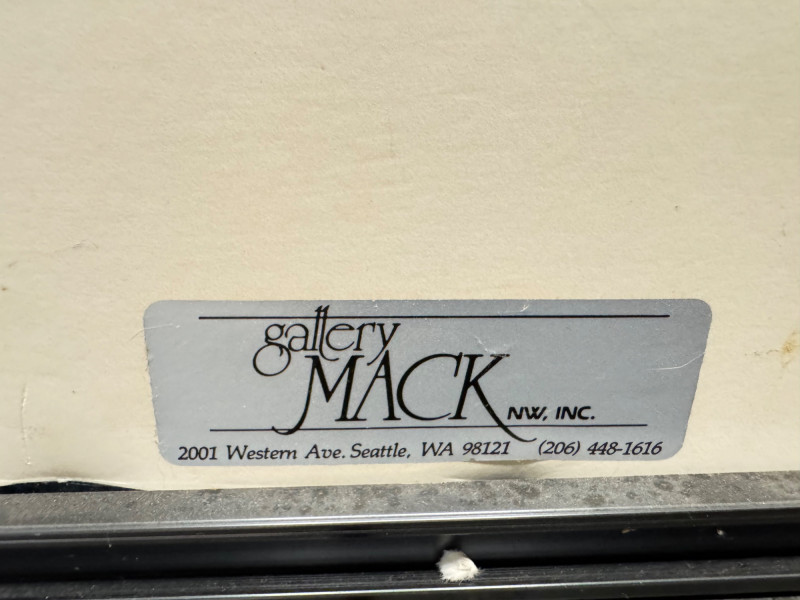 gallery
MACK NW, INC.
2001 Western Ave. Seattle, WA 98121 (206) 448-1616